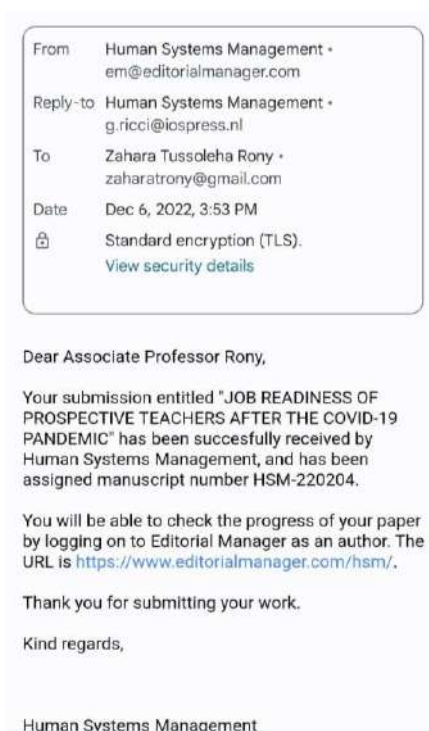 From Human Systems Management •
em@editorialmanager.com
Reply-to Human Systems Management •
g.ricci@iospress.nl
To Zahara Tussoleha Rony •
zaharatrony@gmail.com
Date Dec 6, 2022, 3:53 PM
Standard encryption (TLS).
View security details
Dear Associate Professor Rony,
Your submission entitled "JOB READINESS OF
PROSPECTIVE TEACHERS AFTER THE COVID-19
PANDEMIC" has been succesfully received by
Human Systems Management, and has been
assigned manuscript number HSM-220204.
You will be able to check the progress of your paper
by logging on to Editorial Manager as an author. The
URL is https://www.editorialmanager.com/hsm/.
Thank you for submitting your work.
Kind regards,
Human Systems Management